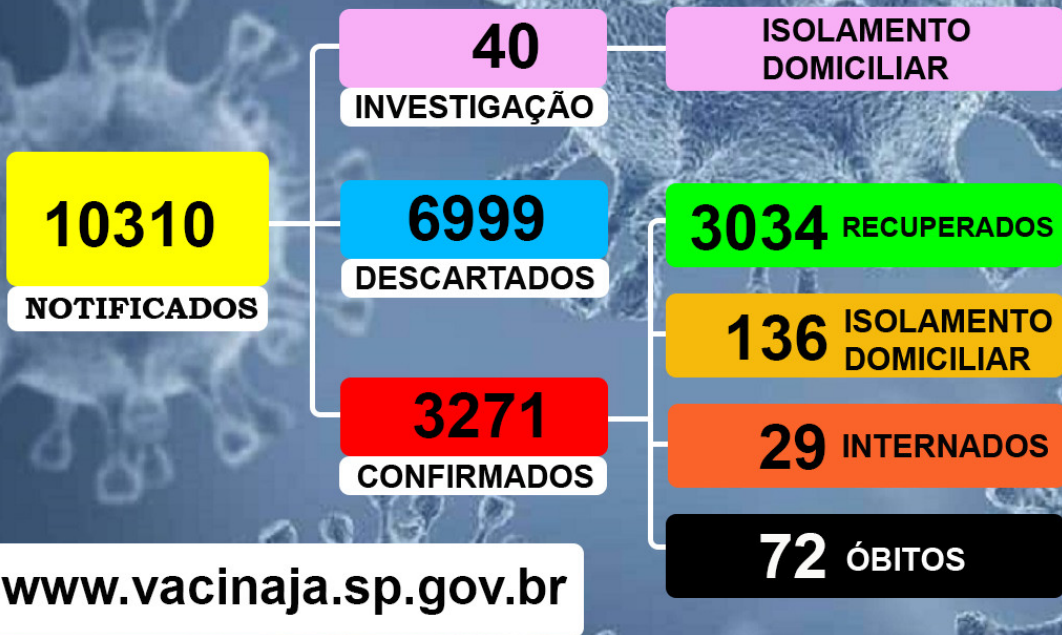 10310
NOTIFICADOS
40
INVESTIGAÇÃO
ISOLAMENTO
DOMICILIAR
6999
DESCARTADOS
3271
CONFIRMADOS
3034 RECUPERADOS
136 ISOLAMENTO
DOMICILIAR
29 INTERNADOS
72 ÓBITOS
www.vacinaja.sp.gov.br